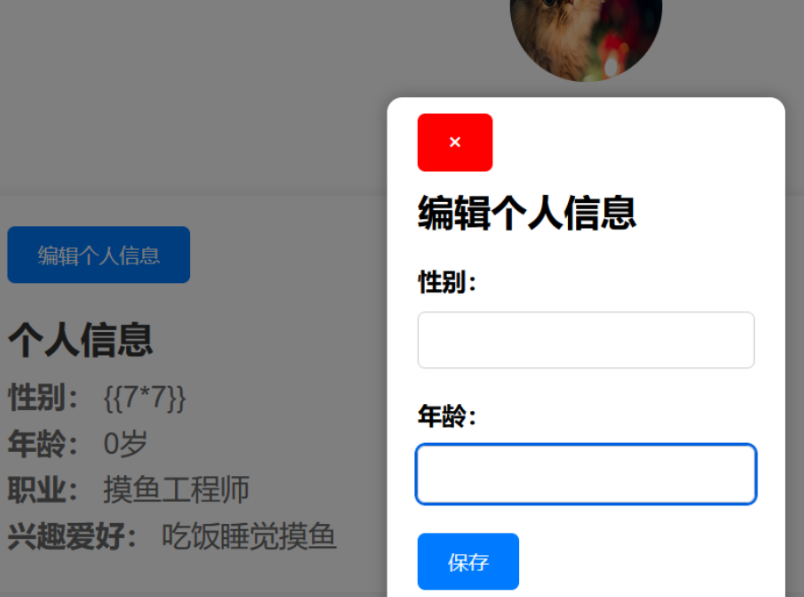 编辑个人信息
个人信息
性别： {{7*7}}
年龄： 0岁
职业： 摸鱼工程师
兴趣爱好： 吃饭睡觉摸鱼
×
编辑个人信息
性别：
年龄：
保存